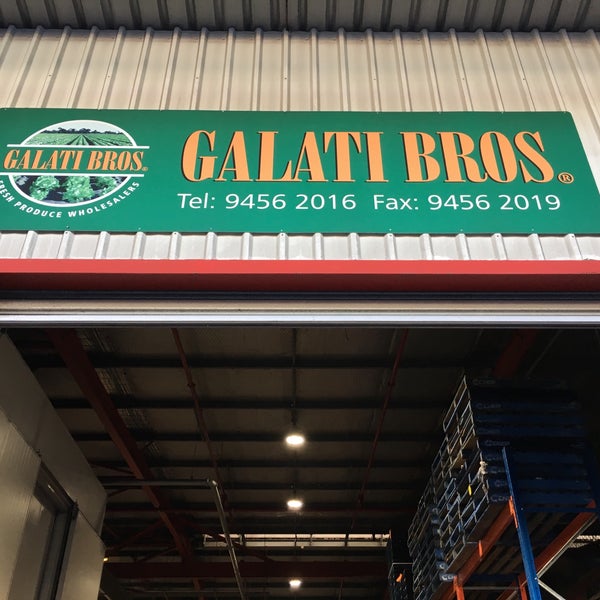 GALATI BROS.®
FRESH PRODUCE WHOLESALERS
GALATI BROS®
Tel: 9456 2016 Fax: 9456 2019